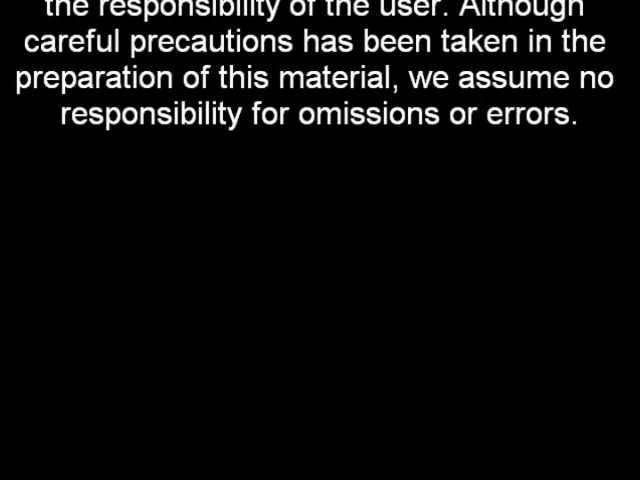 the responsibility of the user. Although
careful precautions has been taken in the
preparation of this material, we assume no
responsibility for omissions or errors.